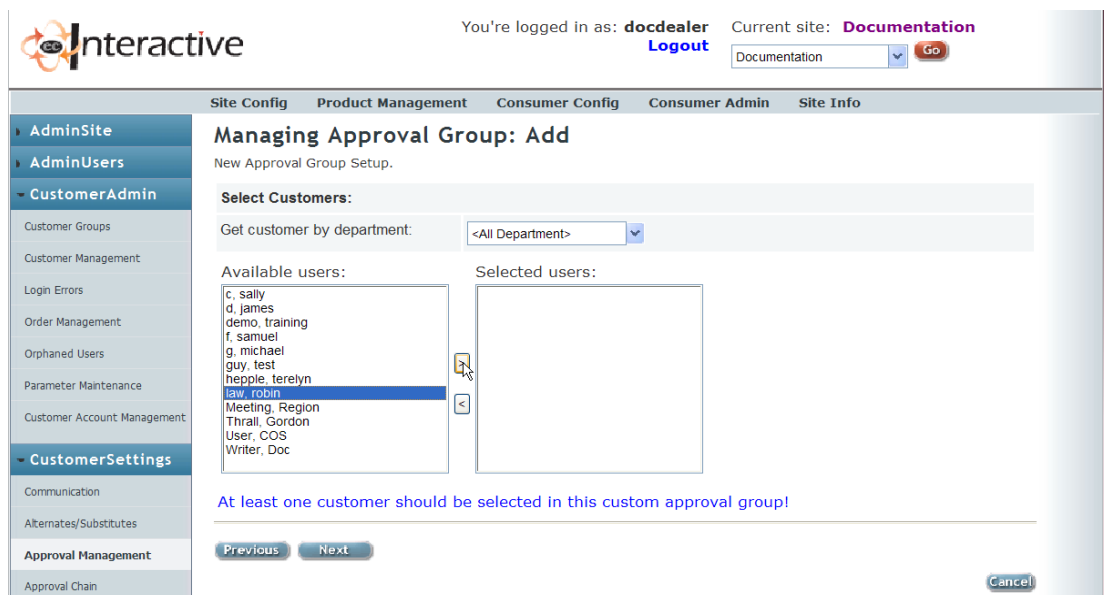 ec Interactive
You're logged in as: docdealer
Logout
Current site: Documentation
Documentation
Go
Site Config Product Management Consumer Config Consumer Admin Site Info
AdminSite
AdminUsers
CustomerAdmin
Customer Groups
Customer Management
Login Errors
Order Management
Orphaned Users
Parameter Maintenance
Customer Account Management
CustomerSettings
Communication
Alternates/Substitutes
Approval Management
Approval Chain
Managing Approval Group: Add
New Approval Group Setup.
Select Customers:
Get customer by department:
<All Department>
Available users:
c, sally
d, james
demo, training
f, samuel
g, michael
guy, test
hepple, terelyn
law, robin
Meeting, Region
Thrall, Gordon
User, COS
Writer, Doc
>
<
Selected users:
At least one customer should be selected in this custom approval group!
Previous Next
Cancel